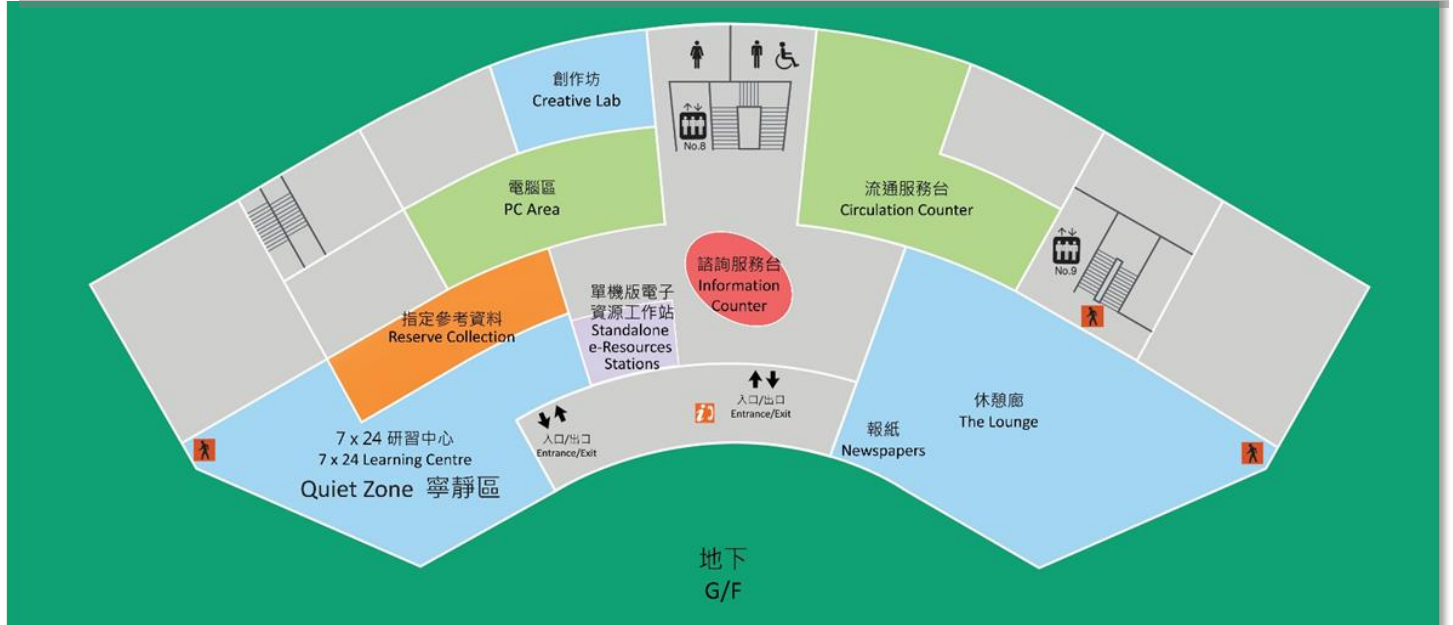 創作坊
Creative Lab
No.8
電腦區
PC Area
流通服務台
Circulation Counter
No.9
諮詢服務台
Information
Counter
單機版電子
資源工作站
Standalone
e-Resources
Stations
指定參考資料
Reserve Collection
入口/出口
Entrance/Exit
入口/出口
Entrance/Exit
休憩廊
The Lounge
報紙
Newspapers
7 x 24 研習中心
7 x 24 Learning Centre
Quiet Zone 寧靜區
地下
G/F